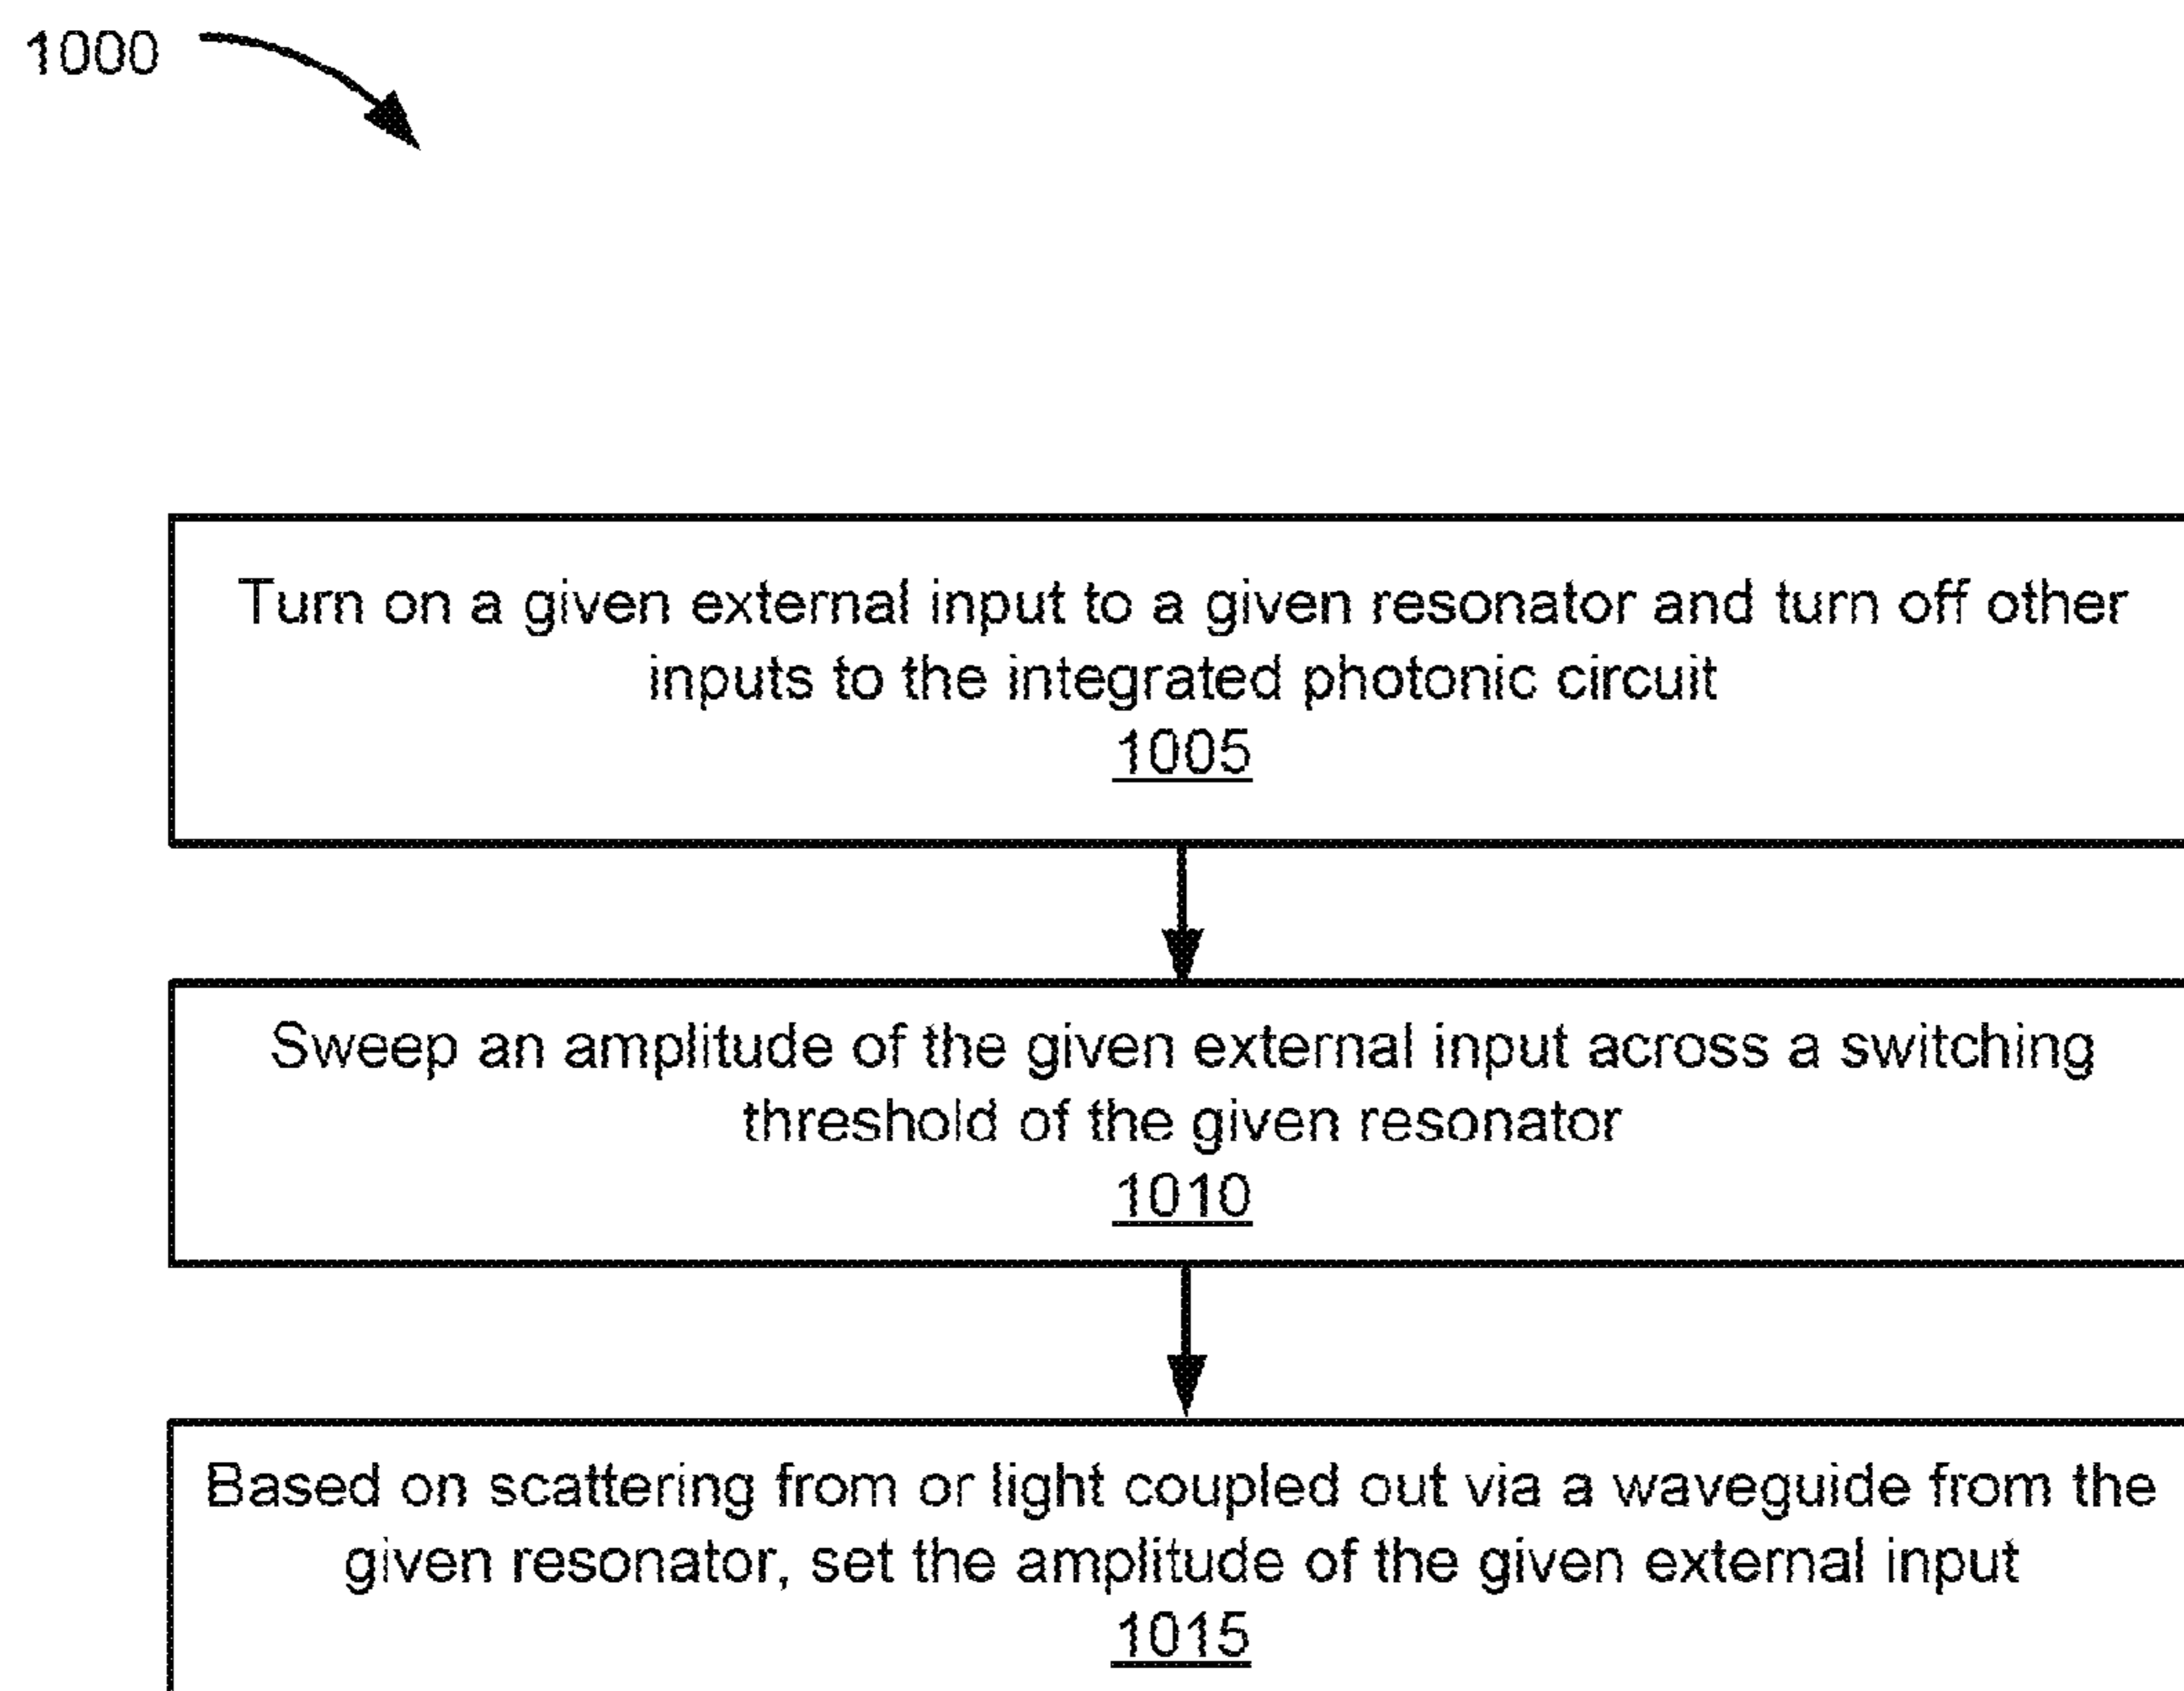 1000
Turn on a given external input to a given resonator and turn off other
inputs to the integrated photonic circuit
1005
Sweep an amplitude of the given external input across a switching
threshold of the given resonator
1010
Based on scattering from or light coupled out via a waveguide from the
given resonator, set the amplitude of the given external input
1015